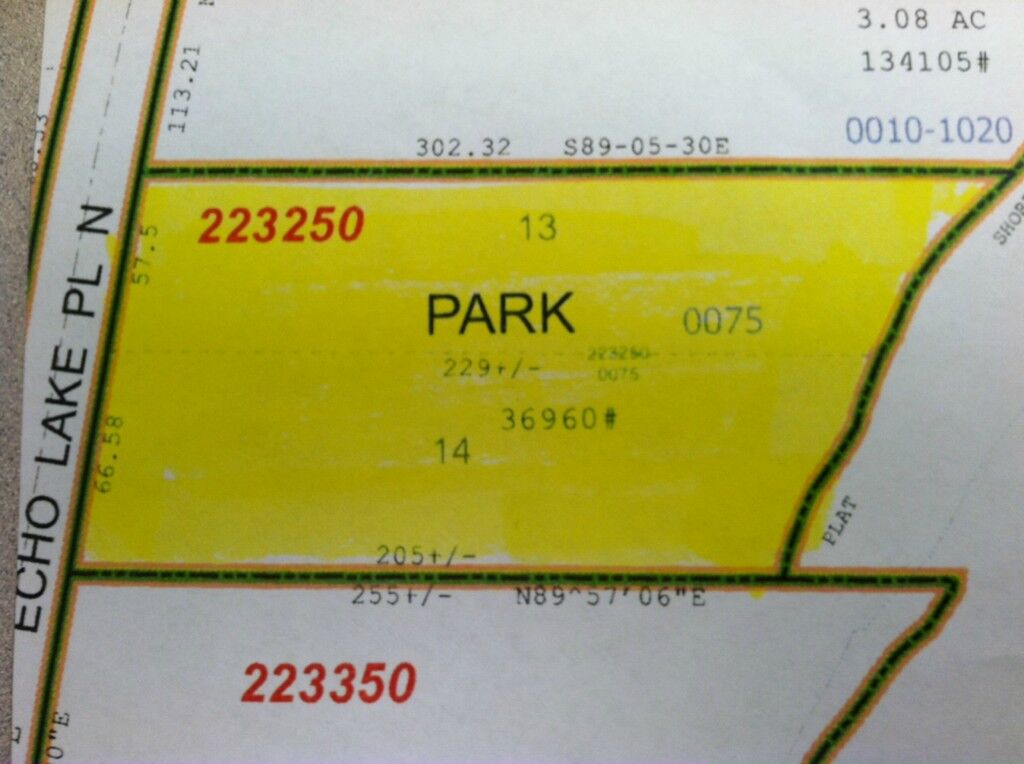 3.08 AC
134105#
0010-1020
113.21
302.32 S89-05-30E
223250
13
57.5
PARK
0075
ECHO LAKE PL N
229+/-
223250
0075
36960#
66.58
14
PLAT
205+/-
255+/- N89^57'06"E
223350
0"E